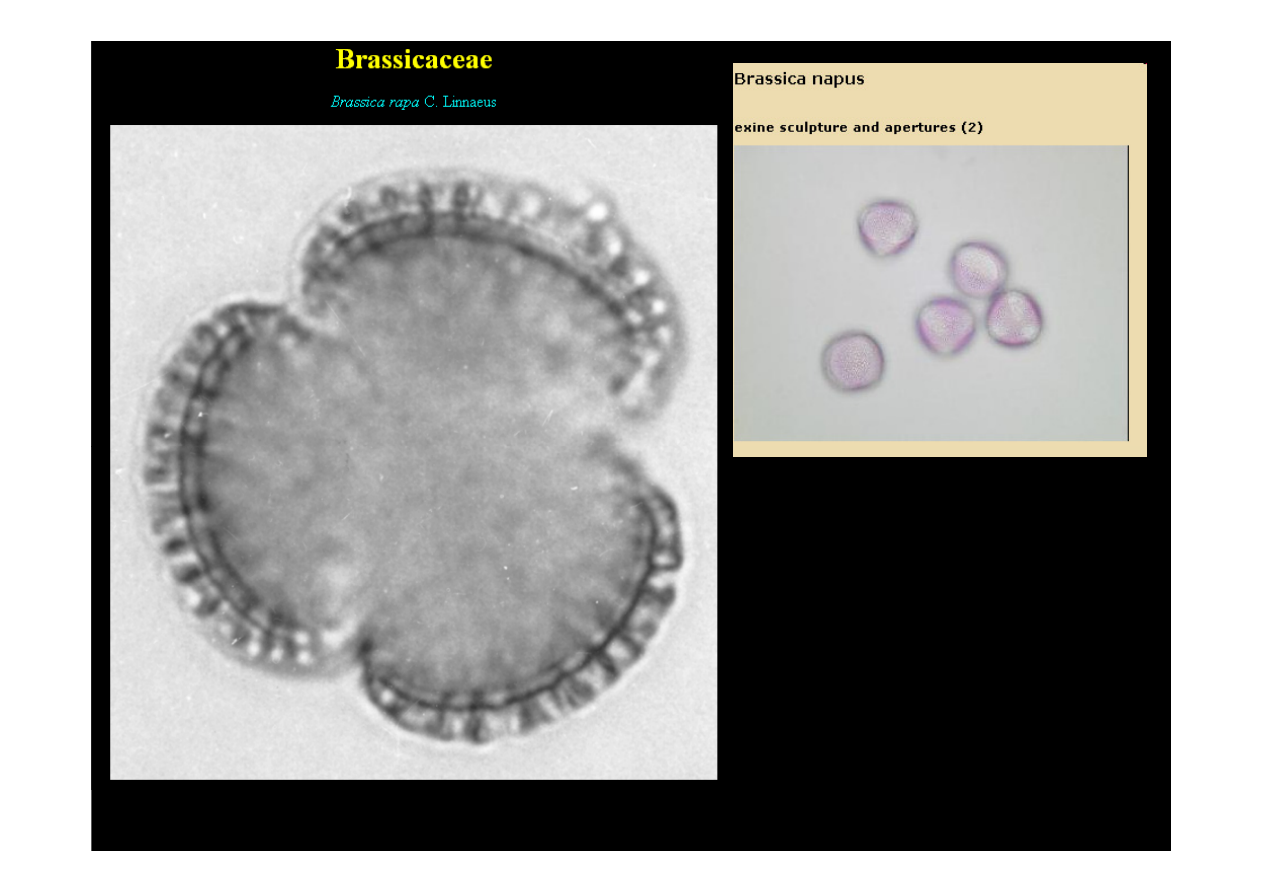 Brassicaceae
Brassica rapa C. Linnaeus
Brassica napus
exine sculpture and apertures (2)